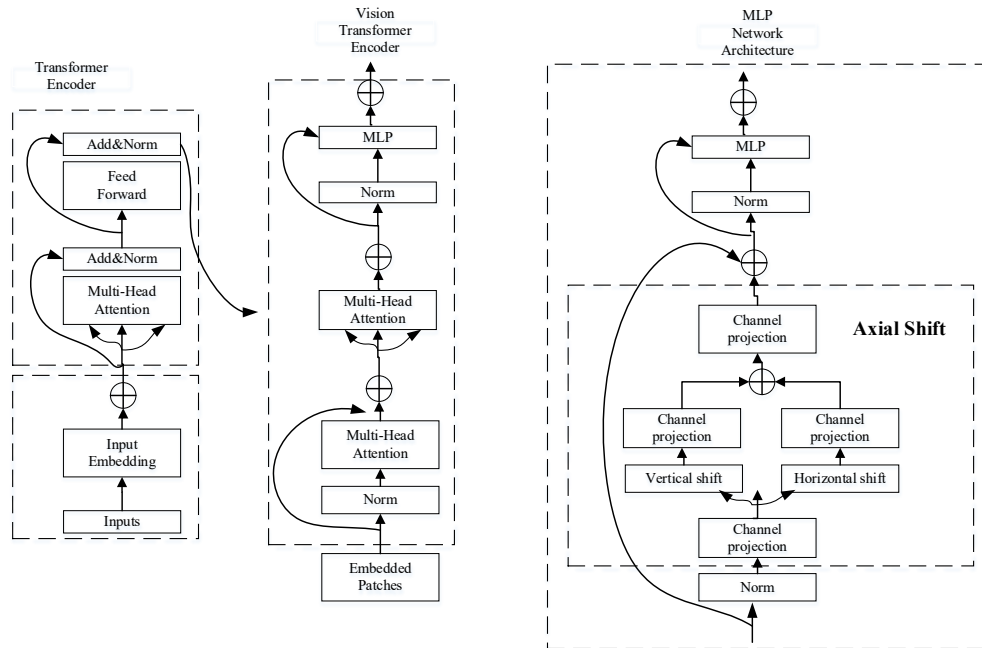 Transformer
Encoder
Add&Norm
Feed
Forward
Add&Norm
Multi-Head
Attention
Input
Embedding
Inputs
Vision
Transformer
Encoder
MLP
Norm
Multi-Head
Attention
Multi-Head
Attention
Norm
Embedded
Patches
MLP
Network
Architecture
MLP
Norm
Channel
projection
Axial Shift
Channel
projection
Channel
projection
Vertical shift
Horizontal shift
Channel
projection
Norm